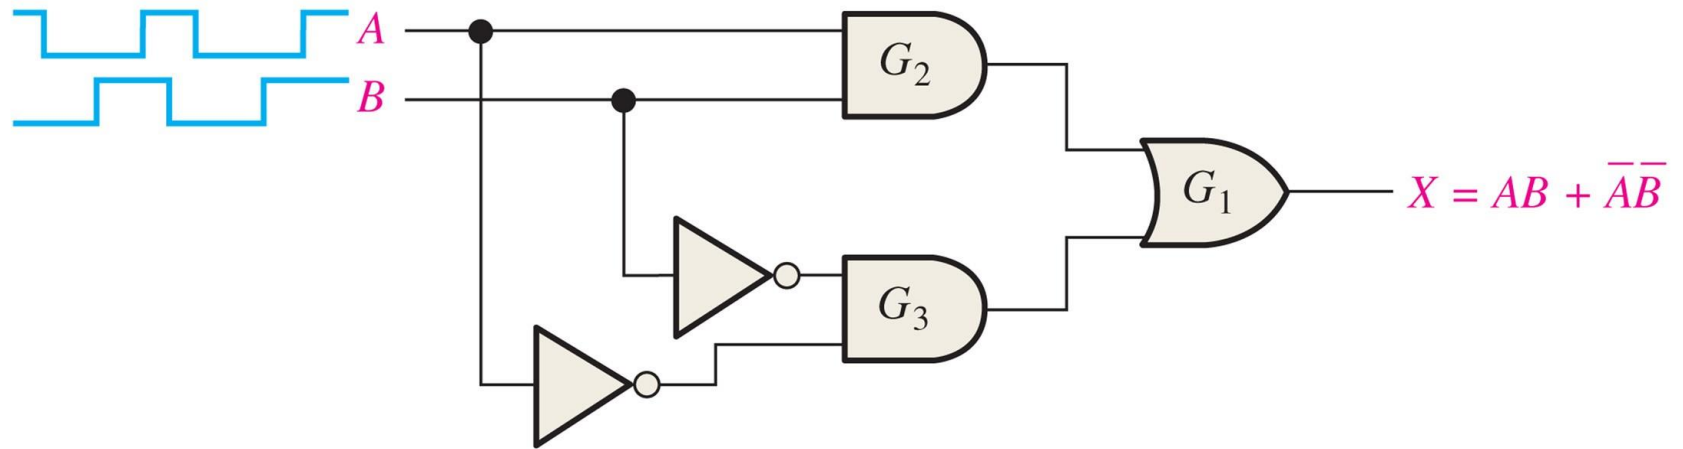 A
B
G₂
G₁
X = AB + A̅B̅
G₃